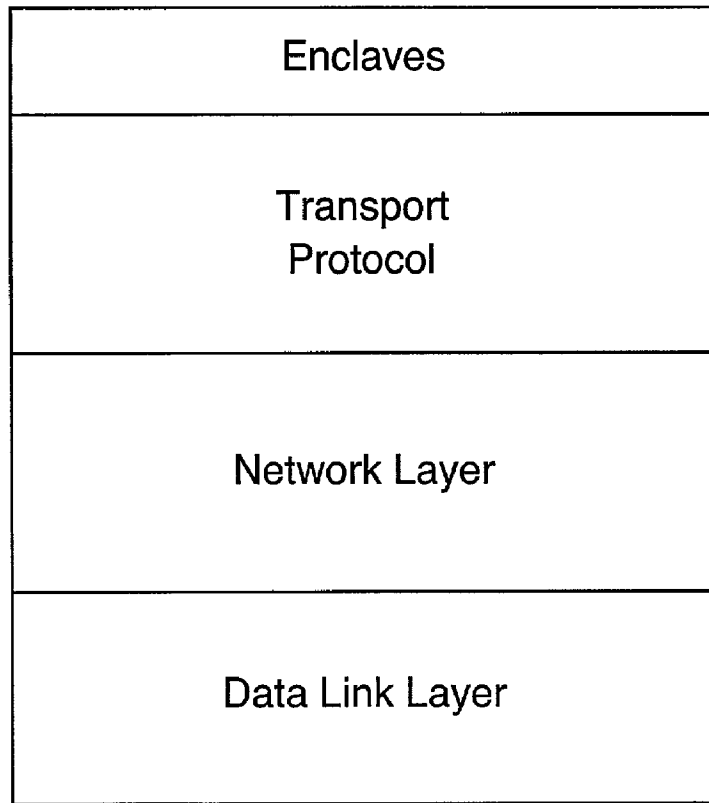 Enclaves
Transport
Protocol
Network Layer
Data Link Layer